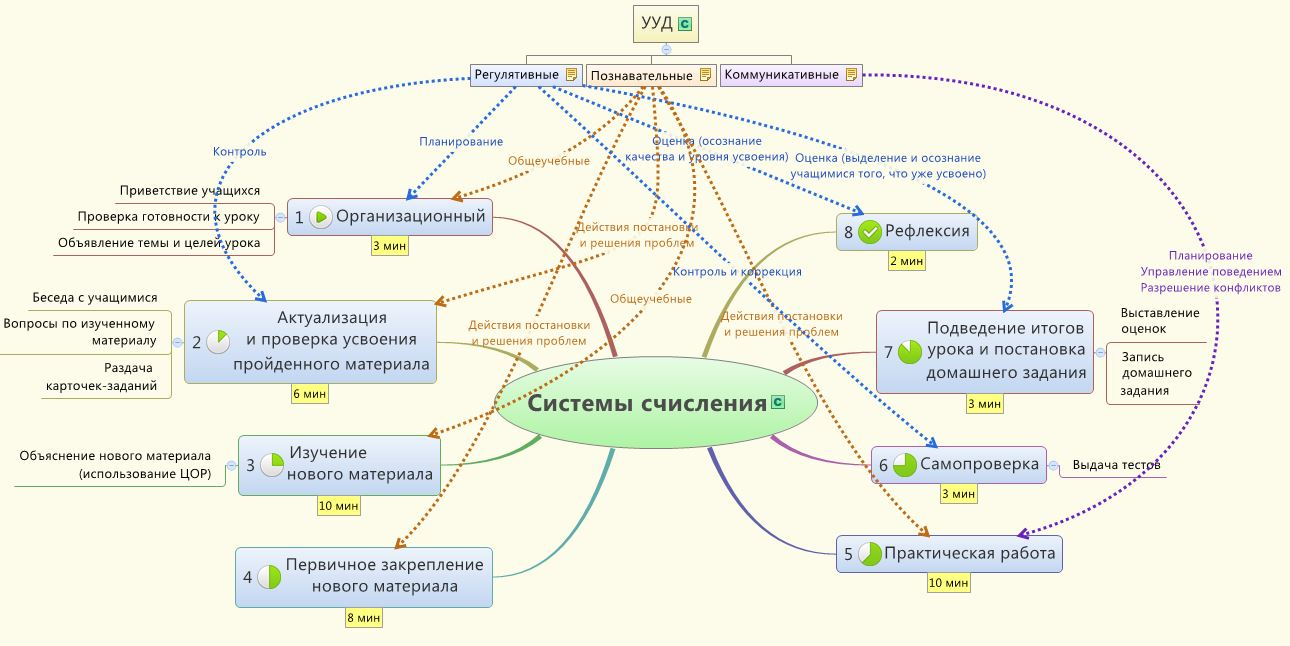 УУД
Регулятивные
Познавательные
Коммуникативные
Контроль
Планирование
Общеучебные
Оценка (осознание
качества и уровня усвоения)
Оценка (выделение и осознание
учащимися того, что уже усвоено)
Приветствие учащихся
Проверка готовности к уроку
Объявление темы и целей урока
1 Организационный
3 мин
Действия постановки
и решения проблем
8 Рефлексия
2 мин
Контроль и коррекция
Планирование
Управление поведением
Разрешение конфликтов
Беседа с учащимися
Вопросы по изученному
материалу
Раздача
карточек-заданий
2 Актуализация
и проверка усвоения
пройденного материала
6 мин
Общеучебные
Действия постановки
и решения проблем
Действия постановки
и решения проблем
7 Подведение итогов
урока и постановка
домашнего задания
3 мин
Выставление
оценок
Запись
домашнего
задания
Системы счисления
Объяснение нового материала
(использование ЦОР)
3 Изучение
нового материала
10 мин
6 Самопроверка
3 мин
Выдача тестов
4 Первичное закрепление
нового материала
8 мин
5 Практическая работа
10 мин